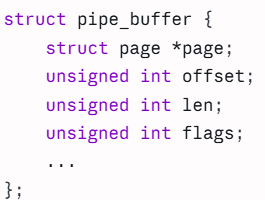 struct pipe_buffer {
    struct page *page;
    unsigned int offset;
    unsigned int len;
    unsigned int flags;
    ...
};